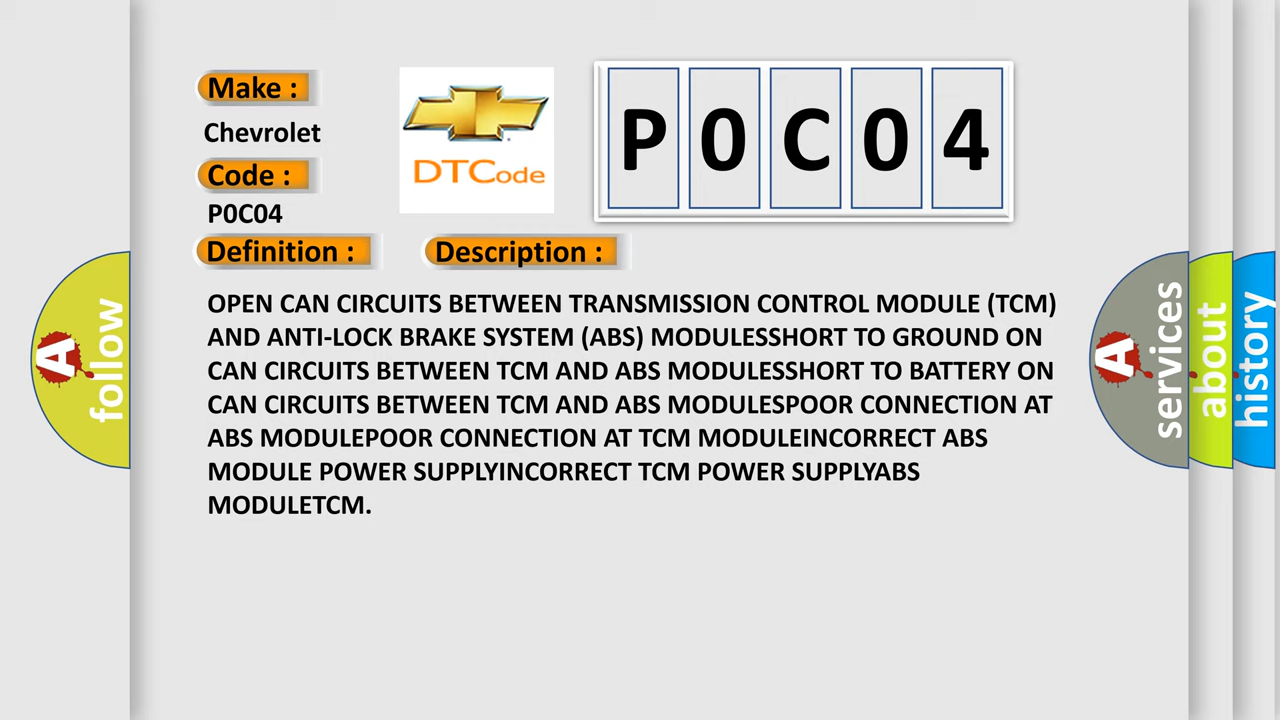 Make :
Chevrolet
Code :
P0C04
DTCode
P0C04
Definition :
Description :
OPEN CAN CIRCUITS BETWEEN TRANSMISSION CONTROL MODULE (TCM)
AND ANTI-LOCK BRAKE SYSTEM (ABS) MODULESSHORT TO GROUND ON
CAN CIRCUITS BETWEEN TCM AND ABS MODULESSHORT TO BATTERY ON
CAN CIRCUITS BETWEEN TCM AND ABS MODULESPOOR CONNECTION AT
ABS MODULEPOOR CONNECTION AT TCM MODULEINCORRECT ABS
MODULE POWER SUPPLYINCORRECT TCM POWER SUPPLYABS
MODULETCM.
A follow
A services
about
history